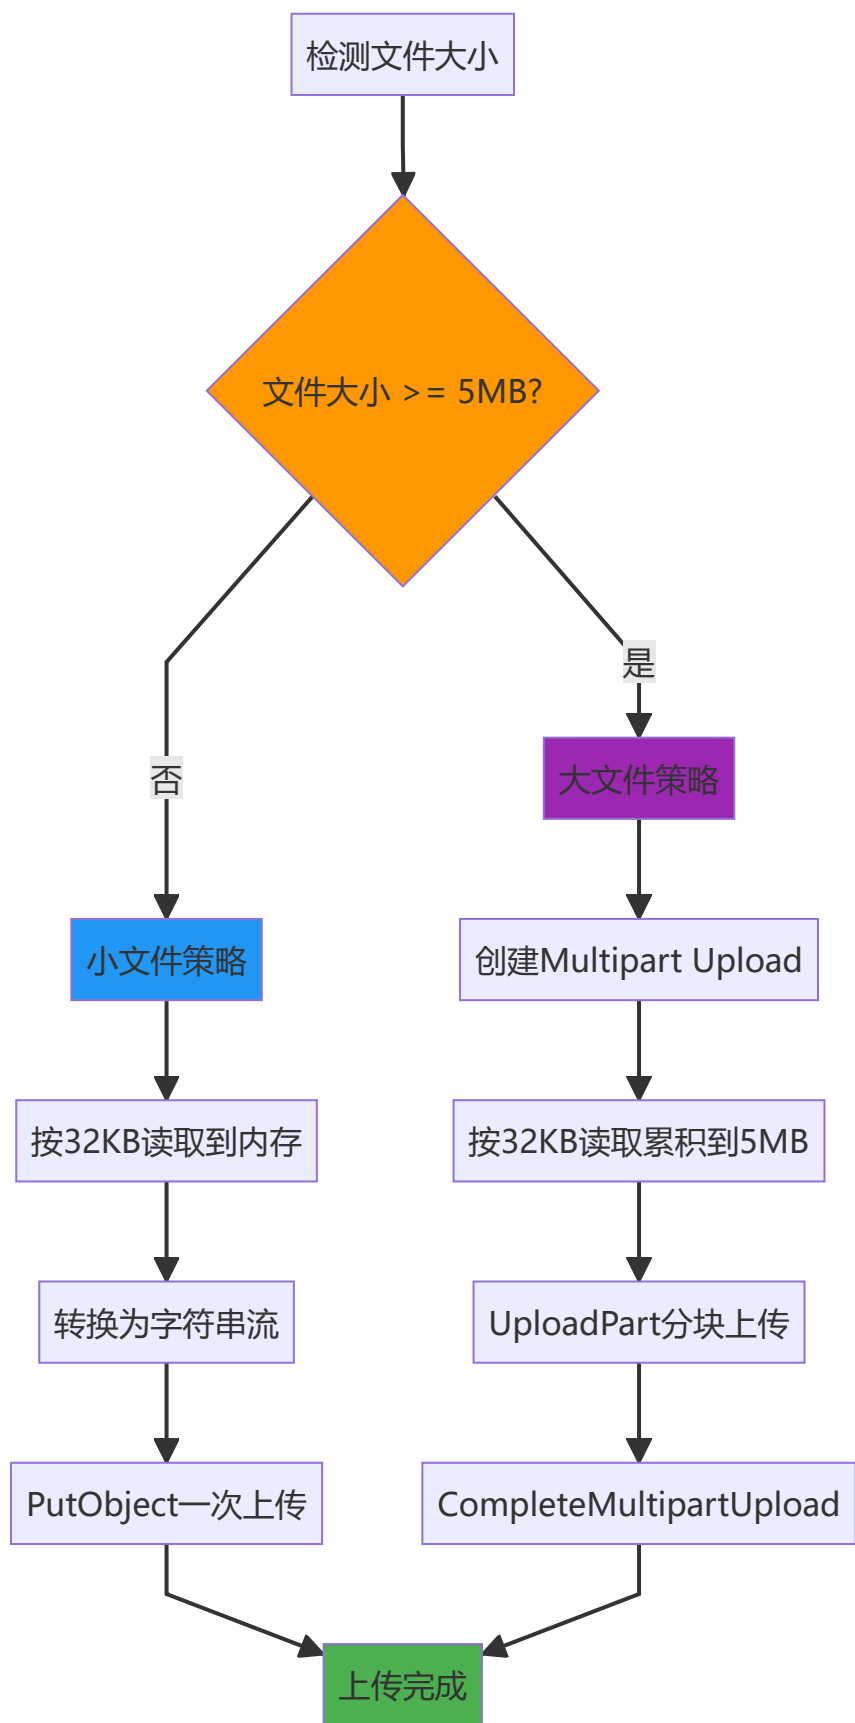 检测文件大小
文件大小 >= 5MB?
是
否
大文件策略
小文件策略
创建Multipart Upload
按32KB读取到内存
按32KB读取累积到5MB
转换为字符串流
UploadPart分块上传
PutObject一次上传
CompleteMultipartUpload
上传完成